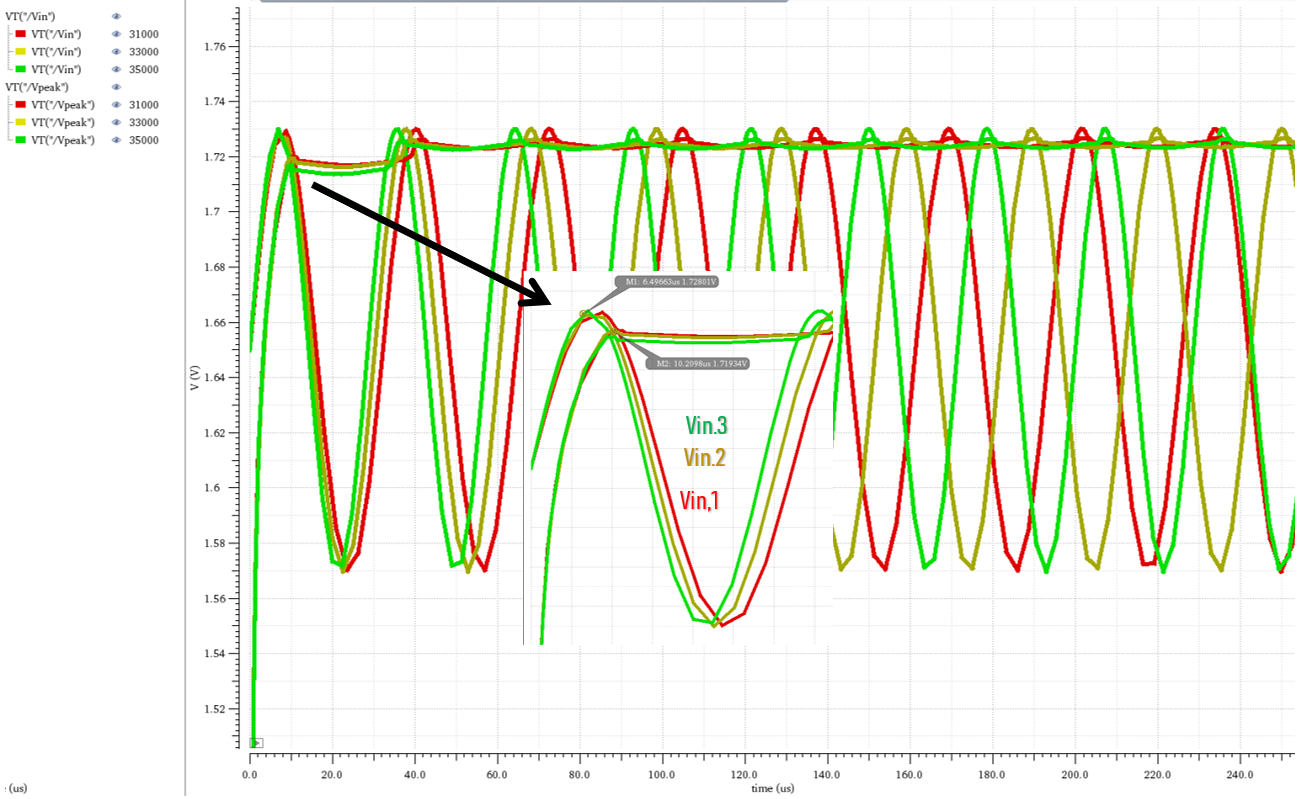 VT("/Vin")
VT("/Vin") 31000
VT("/Vin") 33000
VT("/Vin") 35000
VT("/Vpeak")
VT("/Vpeak") 31000
VT("/Vpeak") 33000
VT("/Vpeak") 35000
1.76
1.74
1.72
1.7
1.68
1.66
1.64
1.62
1.6
1.58
1.56
1.54
1.52
V (V)
M1: 6.49663us 1.72801V
M2: 10.2098us 1.71934V
Vin.3
Vin.2
Vin,1
0.0 20.0 40.0 60.0 80.0 100.0 120.0 140.0 160.0 180.0 200.0 220.0 240.0
time (us)
(us)